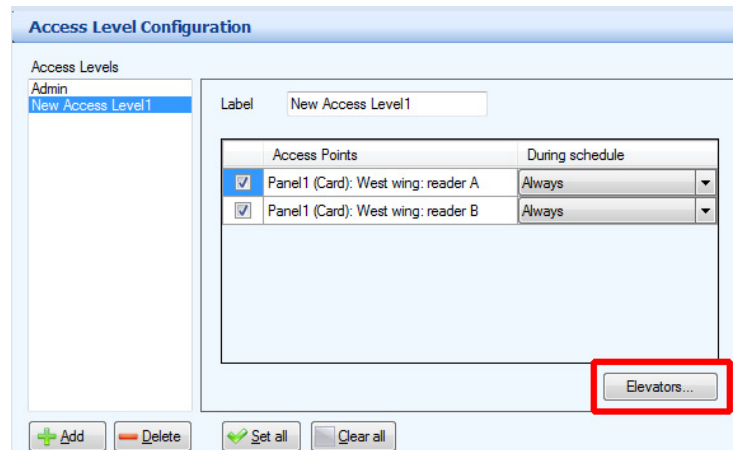 Access Level Configuration
Access Levels
Admin
New Access Level1
Label New Access Level1
Access Points During schedule
Panel1 (Card): West wing: reader A Always
Panel1 (Card): West wing: reader B Always
Elevators...
Add Delete Set all Clear all